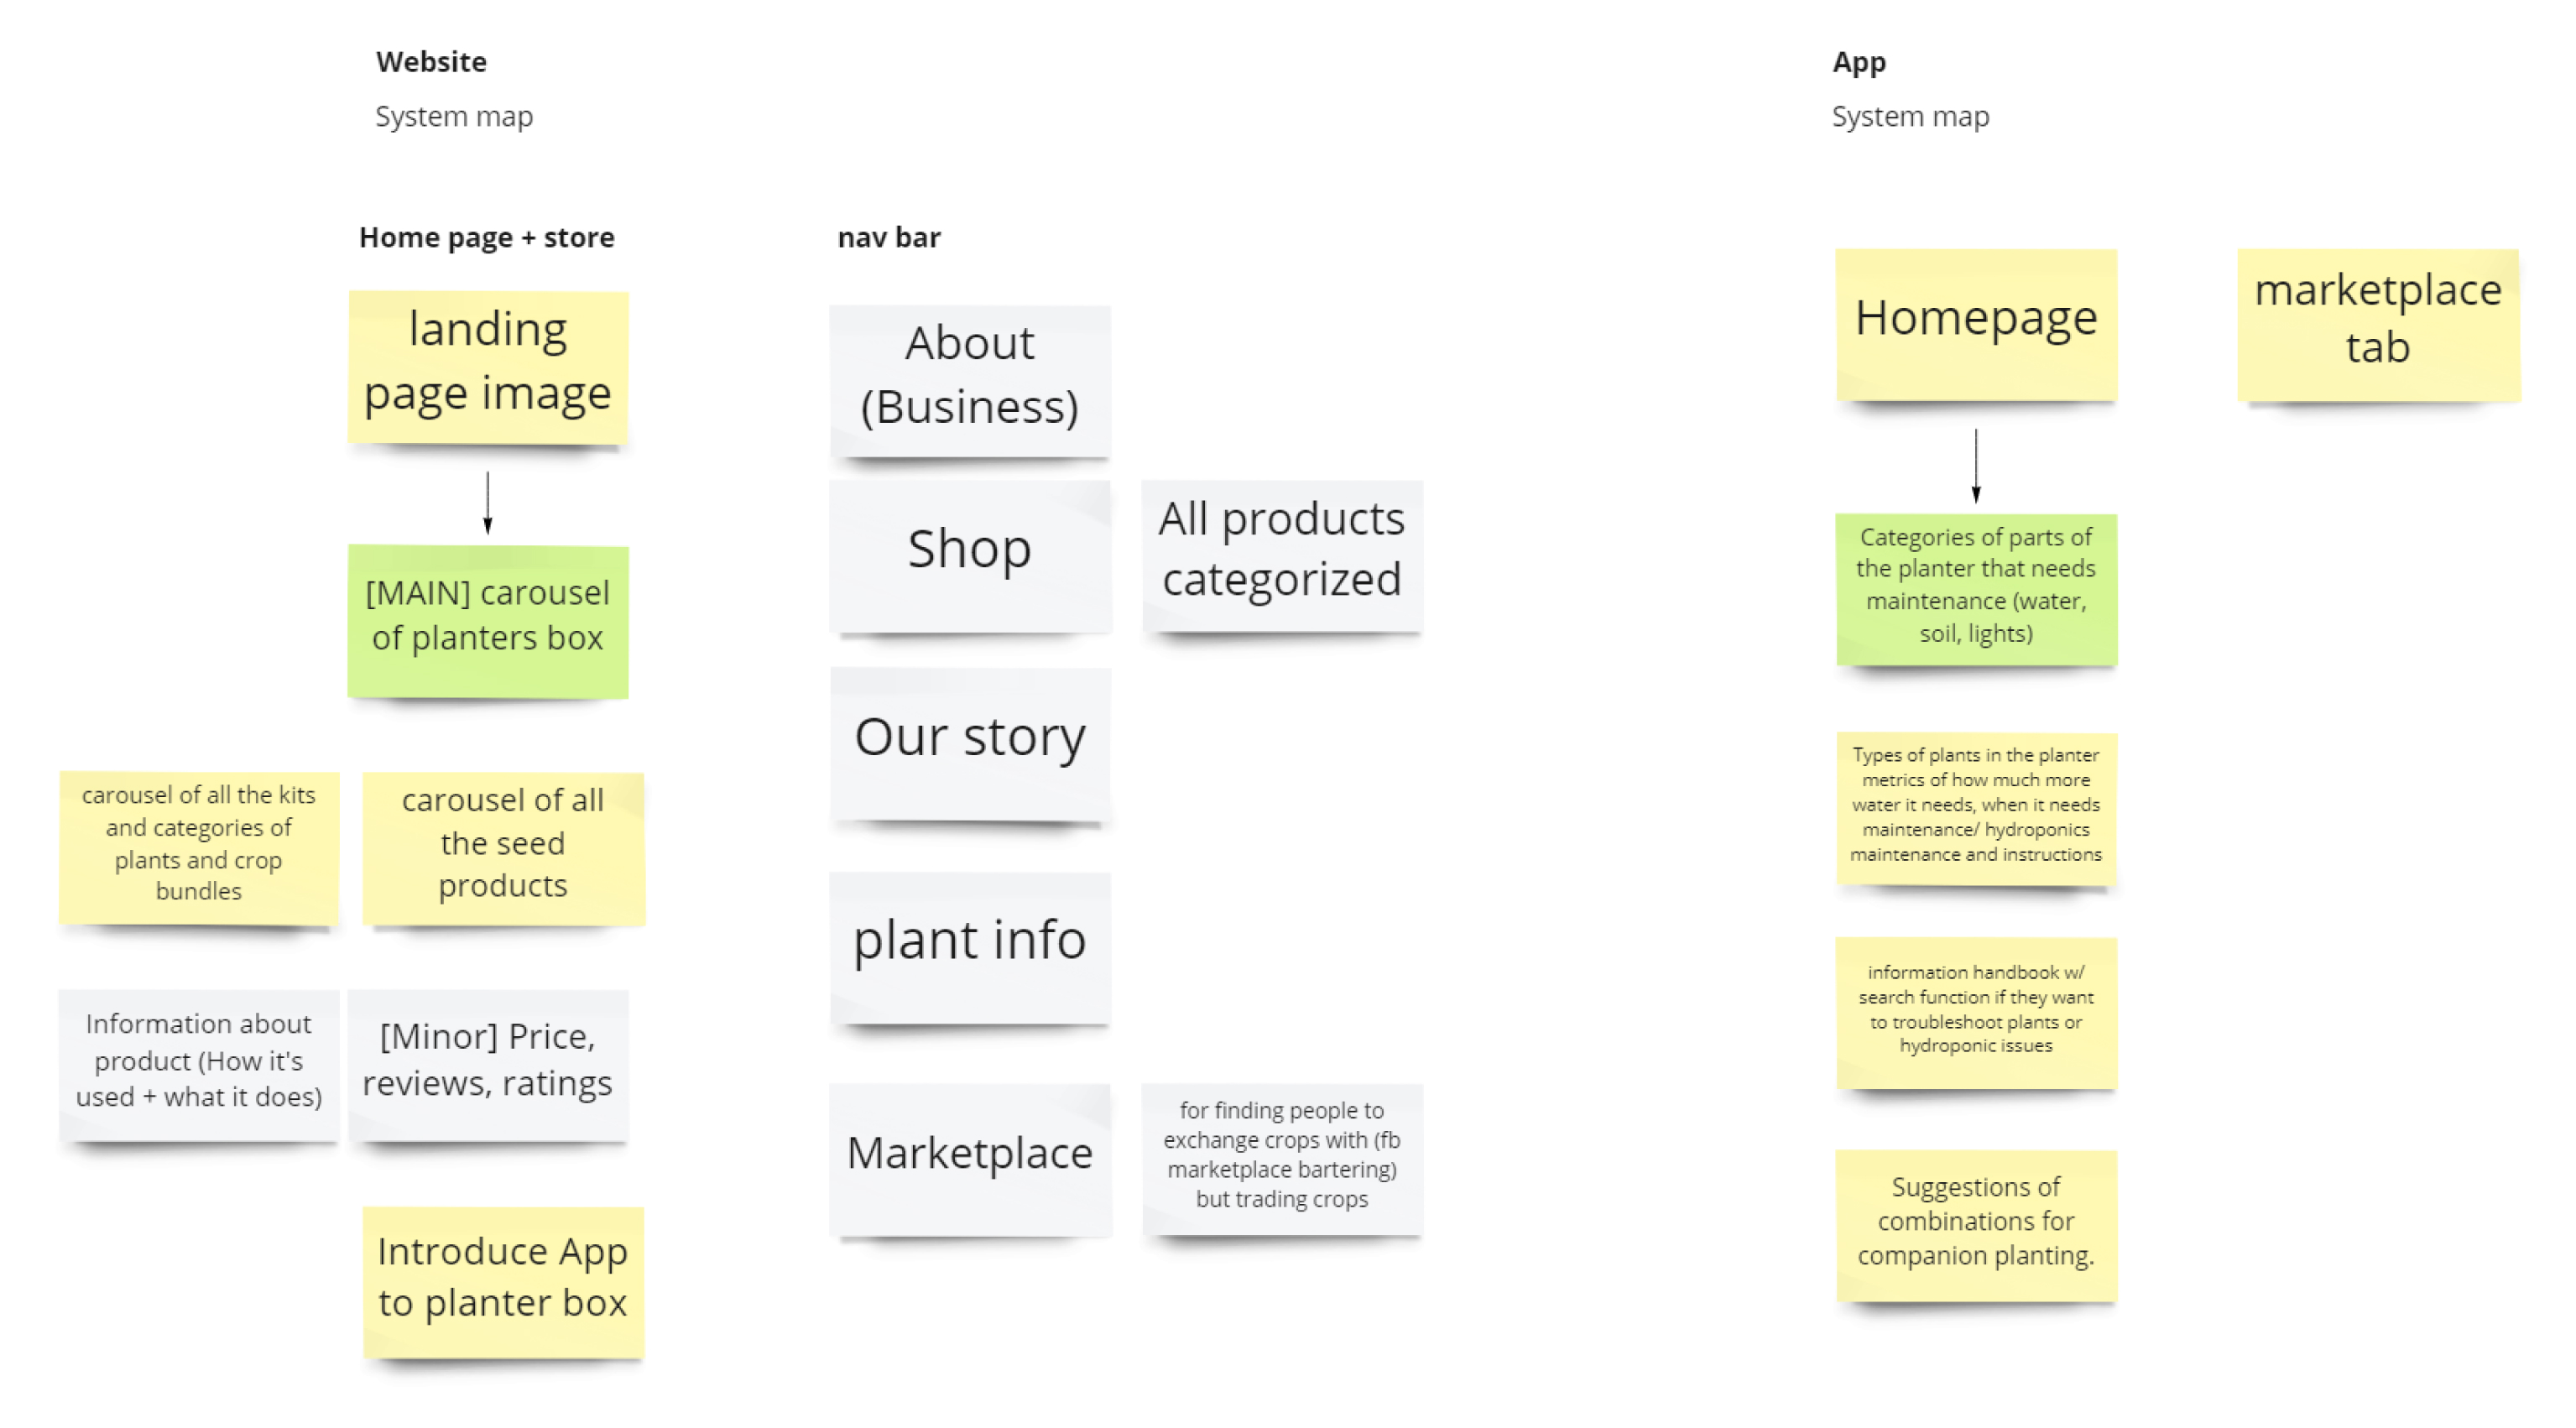 Website
System map
Home page + store
landing
page image
[MAIN] carousel
of planters box
carousel of all the kits
and categories of
plants and crop
bundles
carousel of all
the seed
products
Information about
product (How it's
used + what it does)
[Minor] Price,
reviews, ratings
Introduce App
to planter box
nav bar
About
(Business)
Shop
All products
categorized
Our story
plant info
Marketplace
for finding people to
exchange crops with (fb
marketplace bartering)
but trading crops
App
System map
Homepage
Categories of parts of
the planter that needs
maintenance (water,
soil, lights)
Types of plants in the planter
metrics of how much more
water it needs, when it needs
maintenance/ hydroponics
maintenance and instructions
information handbook w/
search function if they want
to troubleshoot plants or
hydroponic issues
Suggestions of
combinations for
companion planting.
marketplace
tab